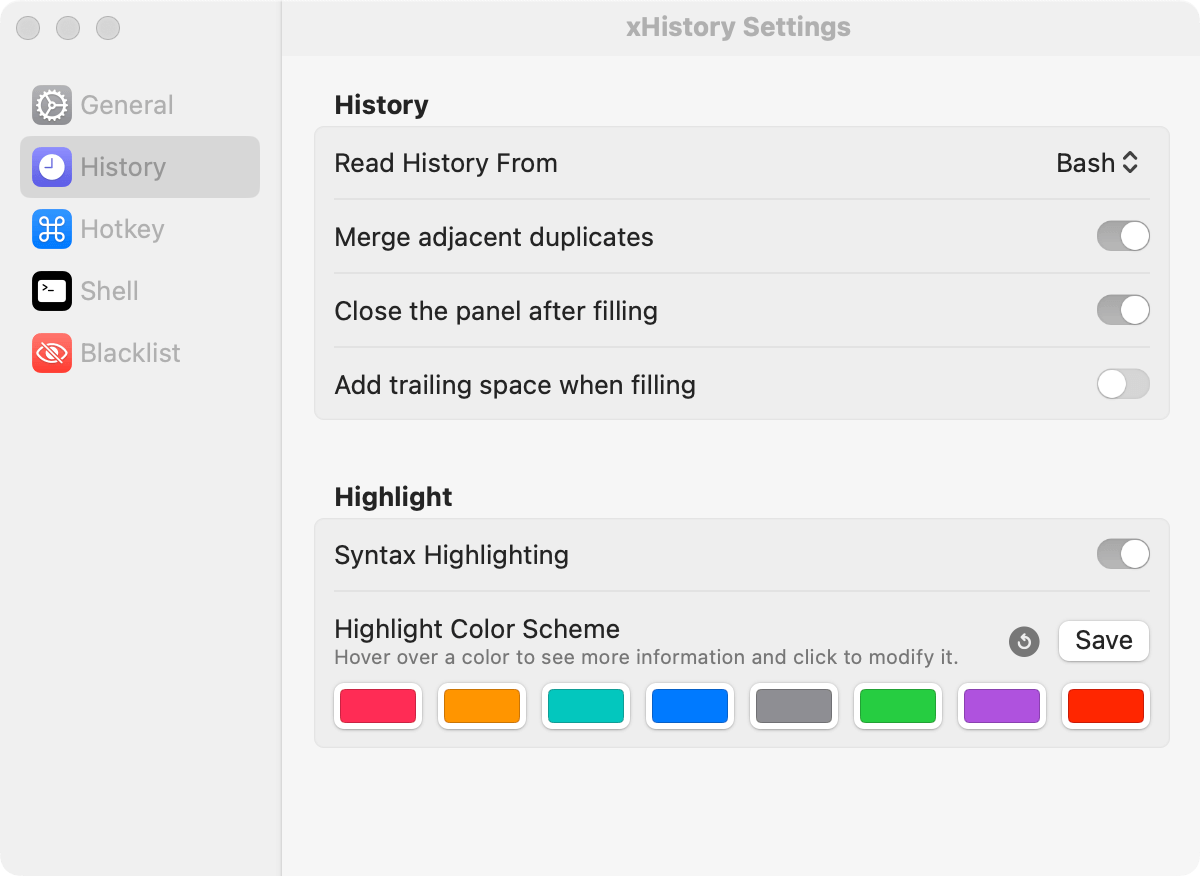 xHistory Settings
General
History
Hotkey
Shell
Blacklist
History
Read History From
Bash
Merge adjacent duplicates
Close the panel after filling
Add trailing space when filling
Highlight
Syntax Highlighting
Highlight Color Scheme
Hover over a color to see more information and click to modify it.
Save